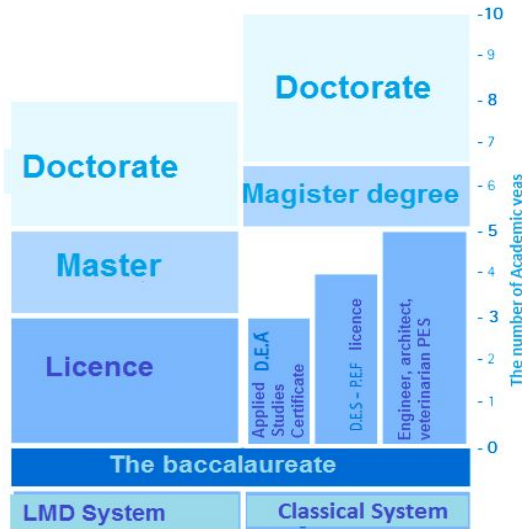 Doctorate
Doctorate
Magister degree
Master
Licence
Applied D.E.A
Studies
Certificate
D.E.S – P.E.F licence
Engineer, architect,
veterinarian PES
The baccalaureate
LMD System
Classical System
- 10
- 9
- 8
- 7
- 6
- 5
- 4
- 3
- 2
- 1
- 0
The number of Academic veas